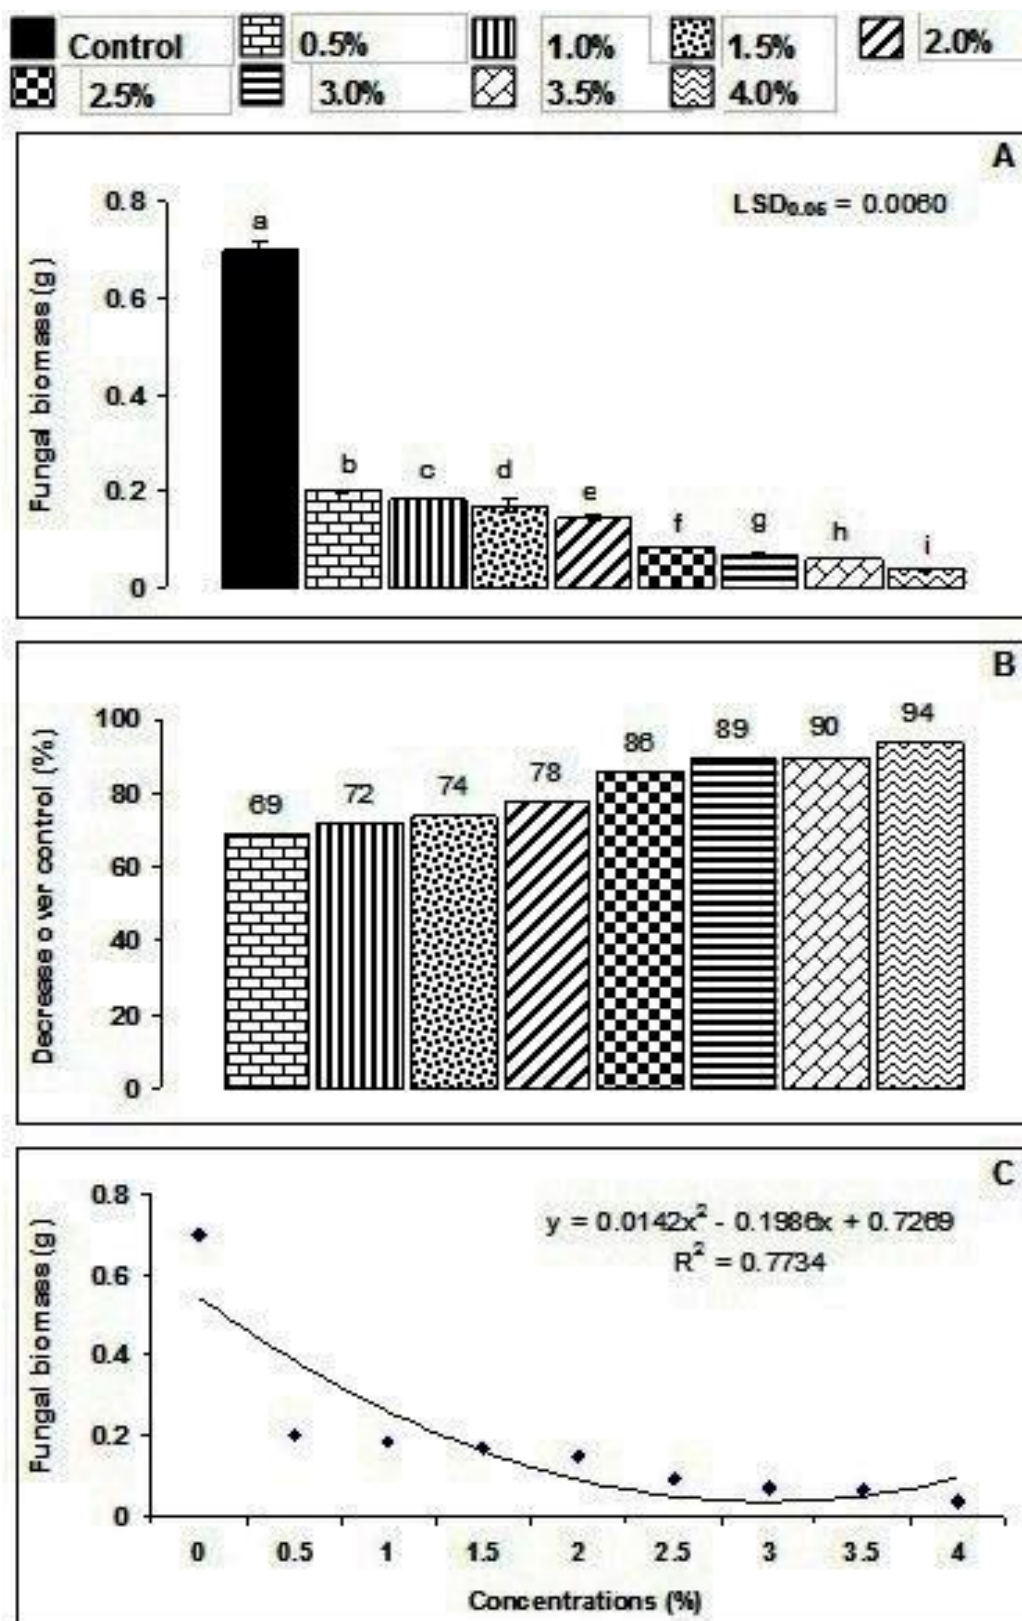 Control 0.5% 1.0% 1.5% 2.0%
2.5% 3.0% 3.5% 4.0%
A
LSD0.05 = 0.0060
Fungal biomass (g)
0.8
0.6
0.4
0.2
0
a b c d e f g h i
B
Decrease o ver control (%)
100
80
60
40
20
0
69 72 74 78 86 89 90 94
C
y = 0.0142x² - 0.1986x + 0.7269
R² = 0.7734
Fungal biomass (g)
0.8
0.6
0.4
0.2
0
0 0.5 1 1.5 2 2.5 3 3.5 4
Concentrations (%)